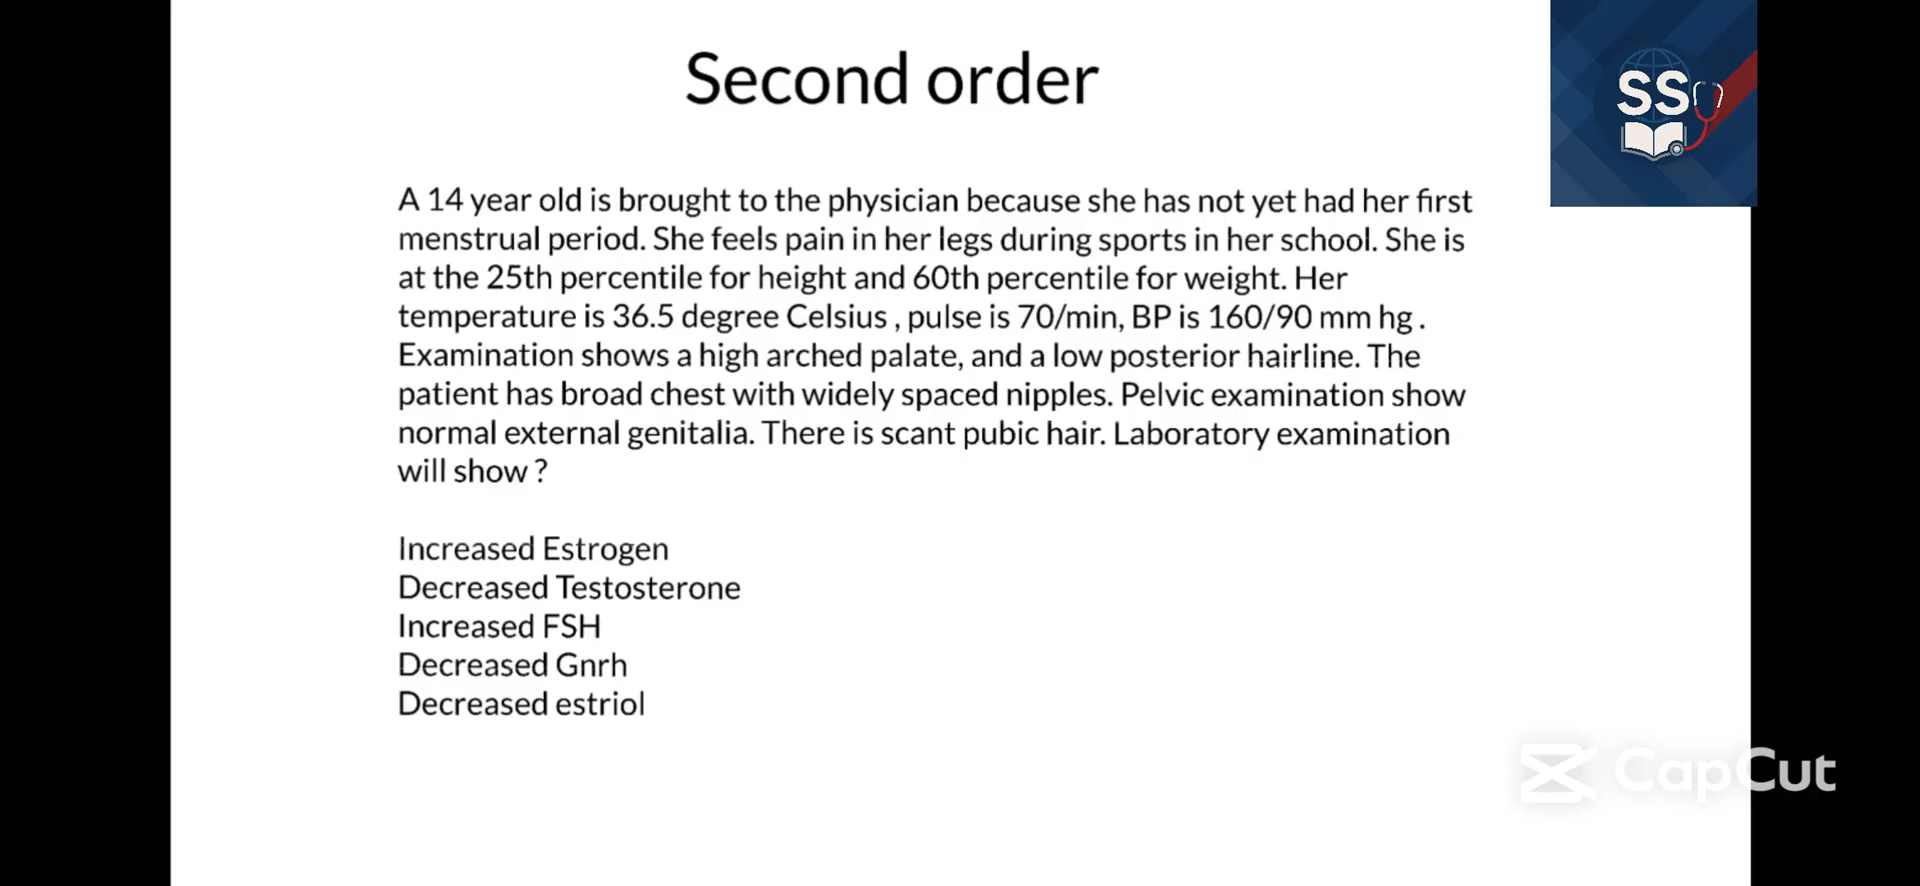 Second order
SS
A 14 year old is brought to the physician because she has not yet had her first
menstrual period. She feels pain in her legs during sports in her school. She is
at the 25th percentile for height and 60th percentile for weight. Her
temperature is 36.5 degree Celsius , pulse is 70/min, BP is 160/90 mm hg .
Examination shows a high arched palate, and a low posterior hairline. The
patient has broad chest with widely spaced nipples. Pelvic examination show
normal external genitalia. There is scant pubic hair. Laboratory examination
will show ?
Increased Estrogen
Decreased Testosterone
Increased FSH
Decreased Gnrh
Decreased estriol
CapCut